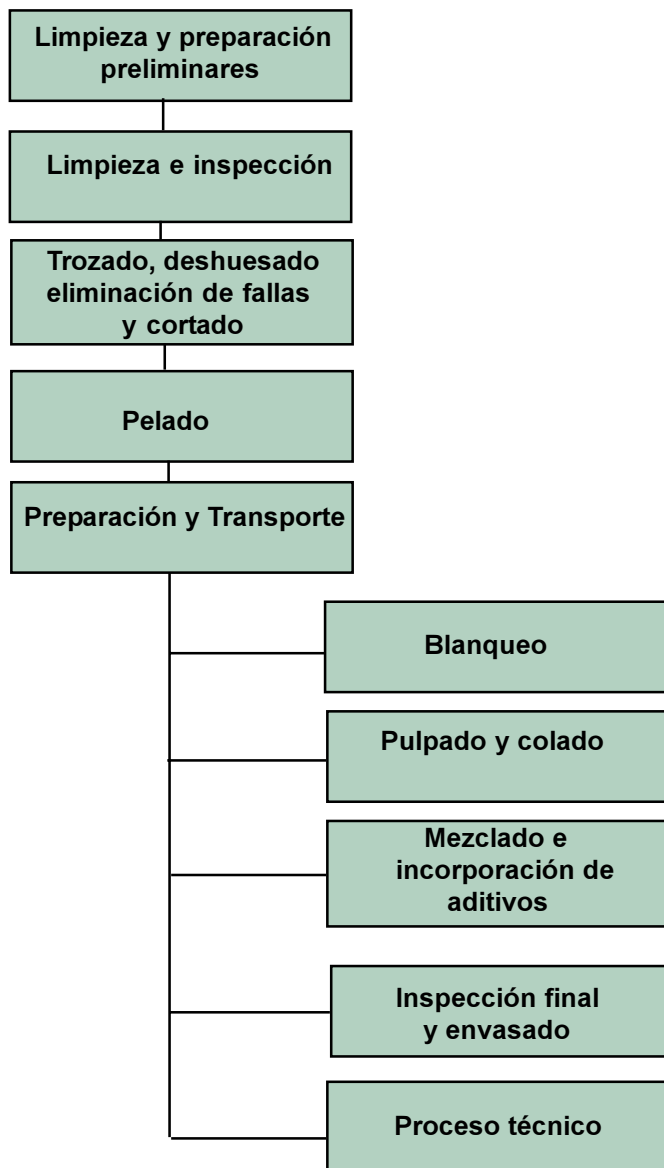 Limpieza y preparación
preliminares
Limpieza e inspección
Trozado, deshuesado
eliminación de fallas
y cortado
Pelado
Preparación y Transporte
Blanqueo
Pulpado y colado
Mezclado e
incorporación de
aditivos
Inspección final
y envasado
Proceso técnico